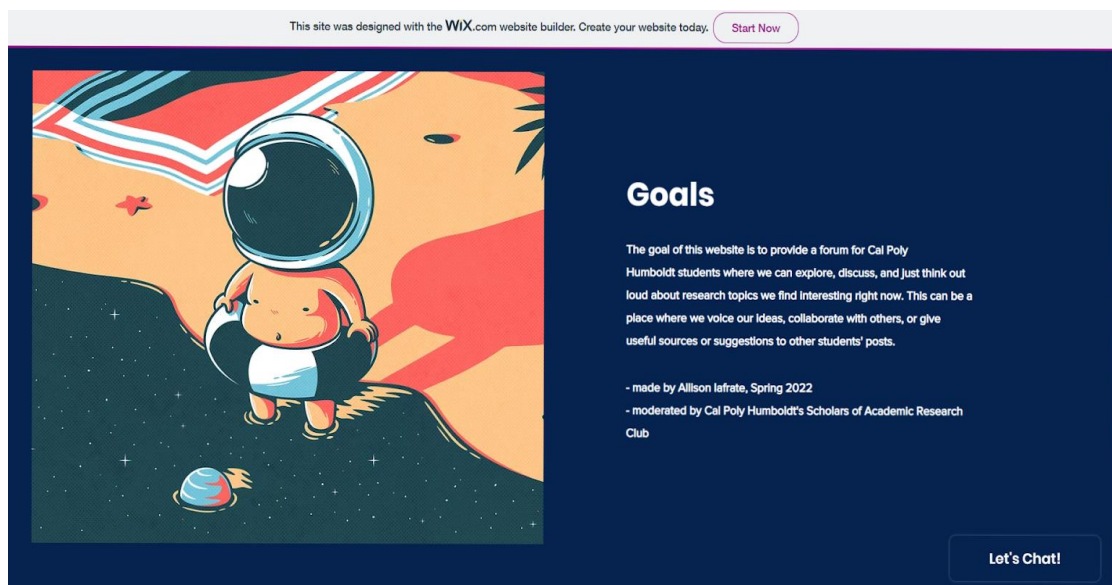 This site was designed with the WiX.com website builder. Create your website today. Start Now
Goals
The goal of this website is to provide a forum for Cal Poly
Humboldt students where we can explore, discuss, and just think out
loud about research topics we find interesting right now. This can be a
place where we voice our ideas, collaborate with others, or give
useful sources or suggestions to other students' posts.
- made by Allison Iafrate, Spring 2022
- moderated by Cal Poly Humboldt's Scholars of Academic Research
Club
Let's Chat!